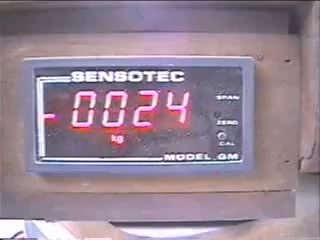 SENSOTEC
-0024
SPAN
ZERO
CAL
kg
MODEL GM